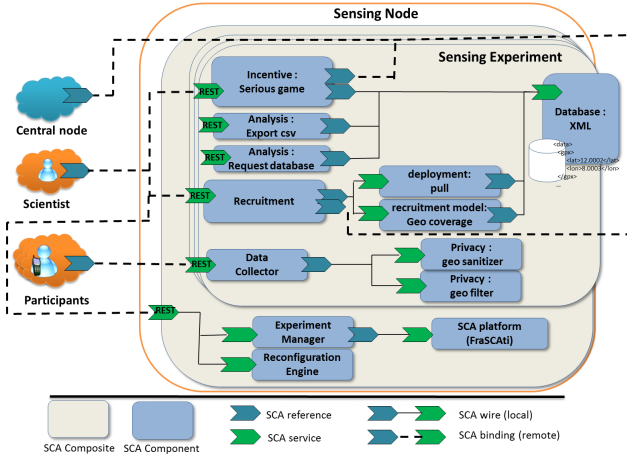 Sensing Node
Sensing Experiment
Incentive :
Serious game
REST
Analysis :
Export csv
REST
Analysis :
Request database
REST
Recruitment
REST
deployment:
pull
recruitment model:
Geo coverage
Database :
XML
<data>
<gpx>
<lat>12.0002</lat>
<lon>8.0003</lon>
</gpx>
...
Central node
Scientist
Participants
Data
Collector
REST
Privacy :
geo sanitizer
Privacy :
geo filter
REST
Experiment
Manager
SCA platform
(FraSCAti)
Reconfiguration
Engine
SCA Composite
SCA Component
SCA reference
SCA service
SCA wire (local)
SCA binding (remote)